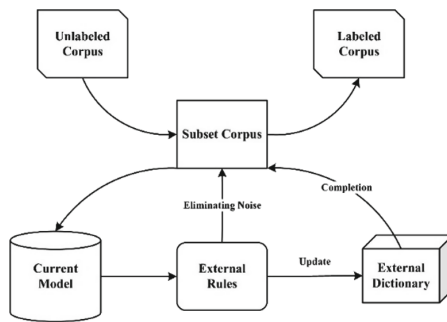 Unlabeled
Corpus
Labeled
Corpus
Subset Corpus
Completion
Eliminating Noise
Current
Model
External
Rules
Update
External
Dictionary